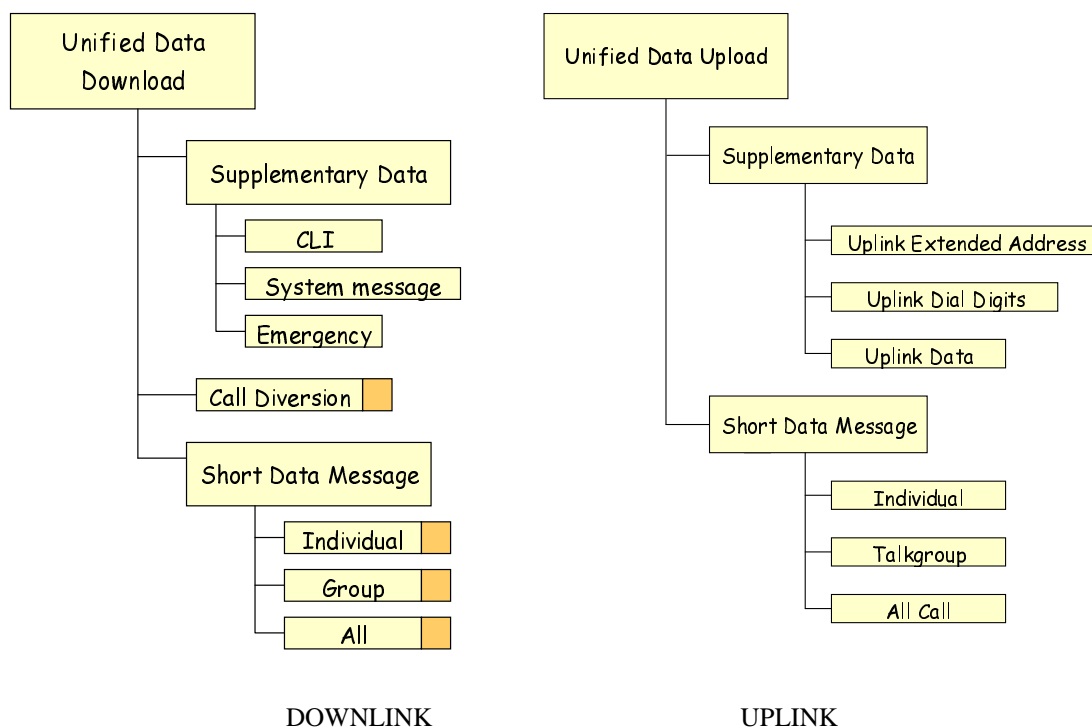 Unified Data
Download
Supplementary Data
CLI
System message
Emergency
Call Diversion
Short Data Message
Individual
Group
All
DOWNLINK
Unified Data Upload
Supplementary Data
Uplink Extended Address
Uplink Dial Digits
Uplink Data
Short Data Message
Individual
Talkgroup
All Call
UPLINK